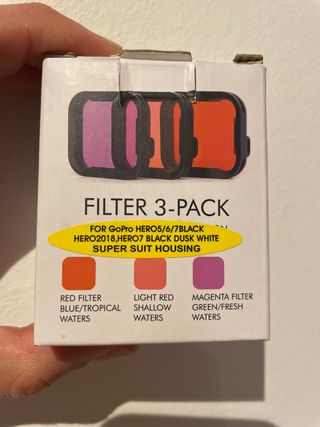 FILTER 3-PACK
FOR GoPro HERO5/6/7BLACK
HERO2018,HERO7 BLACK DUSK WHITE
SUPER SUIT HOUSING
RED FILTER
BLUE/TROPICAL
WATERS
LIGHT RED
SHALLOW
WATERS
MAGENTA FILTER
GREEN/FRESH
WATERS